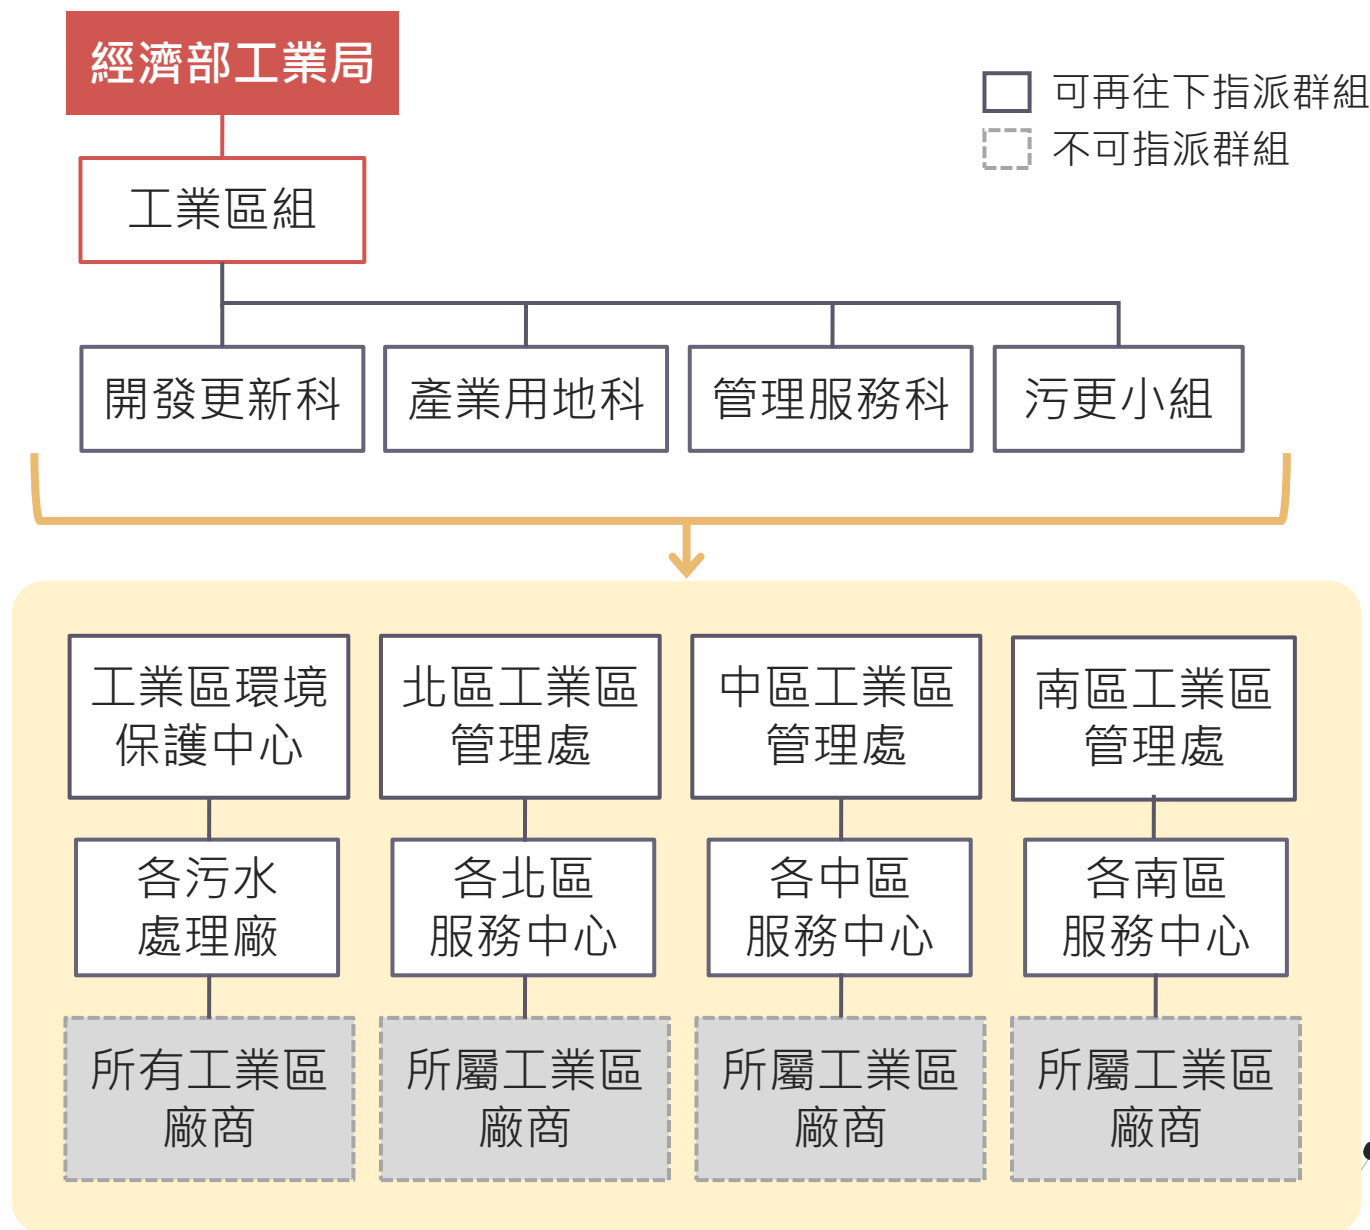 經濟部工業局
可再往下指派群組
不可指派群組
工業區組
開發更新科
產業用地科
管理服務科
污更小組
工業區環境
保護中心
北區工業區
管理處
中區工業區
管理處
南區工業區
管理處
各污水
處理廠
各北區
服務中心
各中區
服務中心
各南區
服務中心
所有工業區
廠商
所屬工業區
廠商
所屬工業區
廠商
所屬工業區
廠商